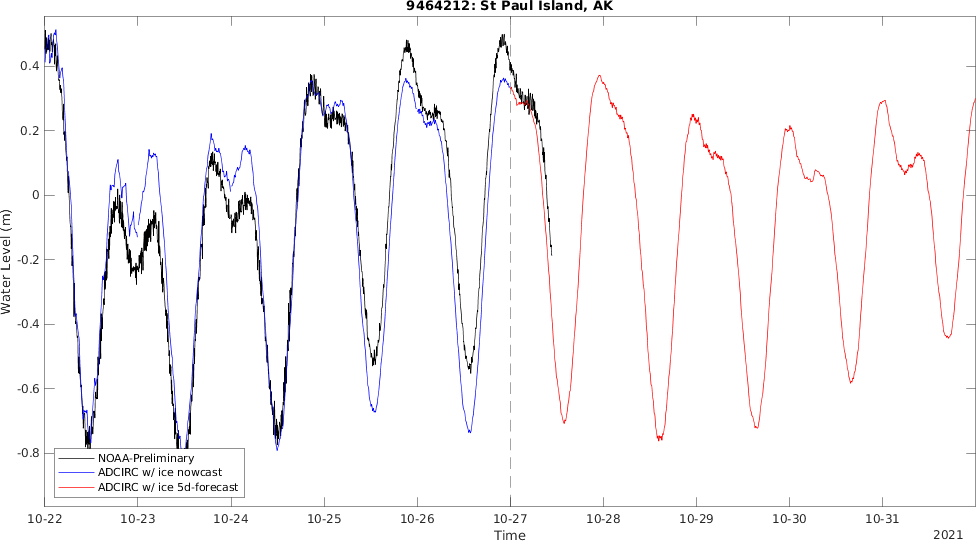 9464212: St Paul Island, AK
Water Level (m)
0.4
0.2
0
-0.2
-0.4
-0.6
-0.8
NOAA-Preliminary
ADCIRC w/ ice nowcast
ADCIRC w/ ice 5d-forecast
10-22 10-23 10-24 10-25 10-26 10-27 10-28 10-29 10-30 10-31
Time
2021